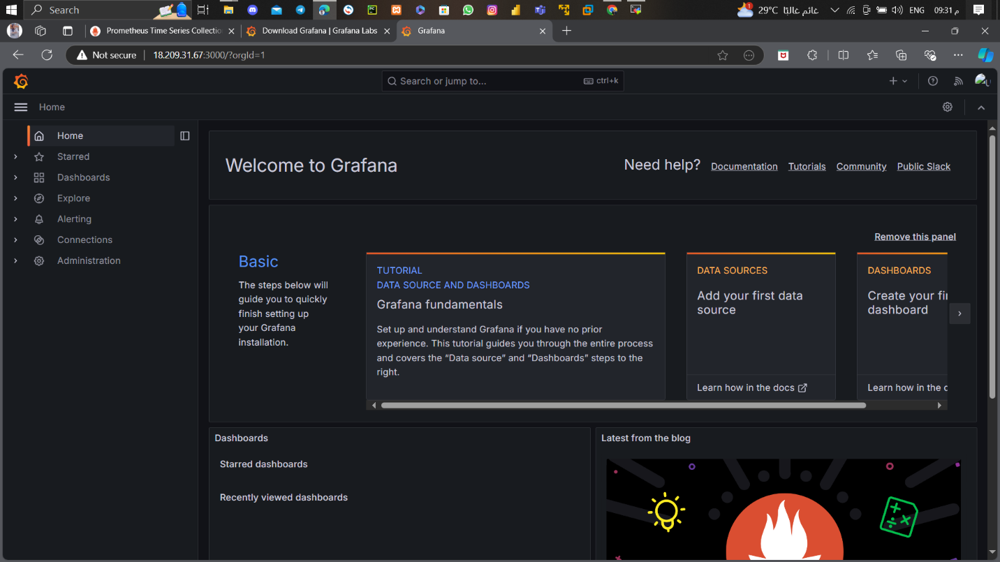 Search
29°C غائم غالبًا
ENG
09:31 م
Prometheus Time Series Collectio
Download Grafana | Grafana Labs
Grafana
Not secure
18.209.31.67:3000/?orgId=1
Search or jump to...
ctrl+k
Home
Home
Starred
Dashboards
Explore
Alerting
Connections
Administration
Welcome to Grafana
Need help?
Documentation
Tutorials
Community
Public Slack
Remove this panel
Basic
The steps below will
guide you to quickly
finish setting up
your Grafana
installation.
TUTORIAL
DATA SOURCE AND DASHBOARDS
Grafana fundamentals
Set up and understand Grafana if you have no prior
experience. This tutorial guides you through the entire process
and covers the “Data source” and “Dashboards” steps to the
right.
DATA SOURCES
Add your first data
source
Learn how in the docs
DASHBOARDS
Create your fir
dashboard
Learn how in the d
Dashboards
Starred dashboards
Recently viewed dashboards
Latest from the blog